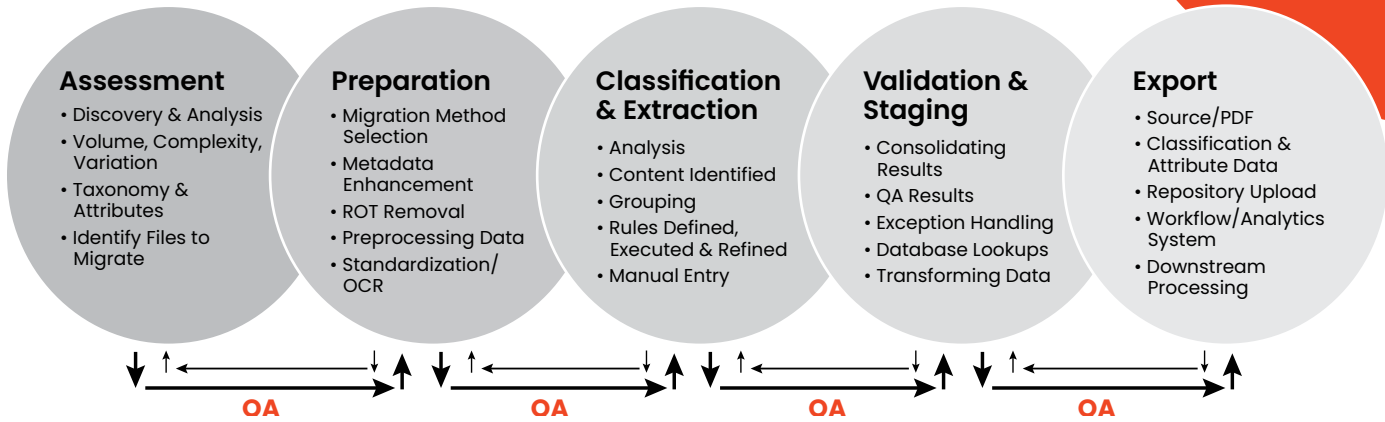 Assessment
• Discovery & Analysis
• Volume, Complexity,
Variation
• Taxonomy &
Attributes
• Identify Files to
Migrate
Preparation
• Migration Method
Selection
• Metadata
Enhancement
• ROT Removal
• Preprocessing Data
• Standardization/
OCR
Classification
& Extraction
• Analysis
• Content Identified
• Grouping
• Rules Defined,
Executed & Refined
• Manual Entry
Validation &
Staging
• Consolidating
Results
• QA Results
• Exception Handling
• Database Lookups
• Transforming Data
Export
• Source/PDF
• Classification &
Attribute Data
• Repository Upload
• Workflow/Analytics
System
• Downstream
Processing
QA
QA
QA
QA